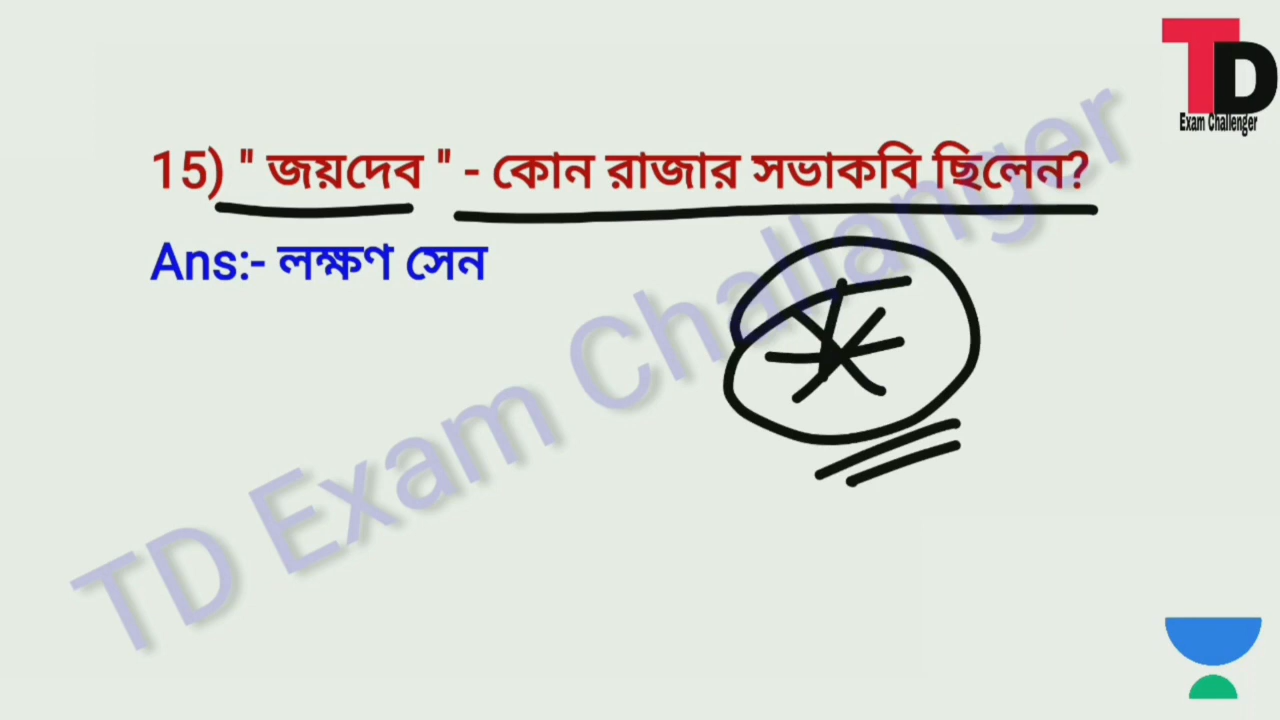 TD
Exam Challenger
15) " জয়দেব " - কোন রাজার সভাকবি ছিলেন?
Ans:- লক্ষণ সেন
TD Exam Challanger